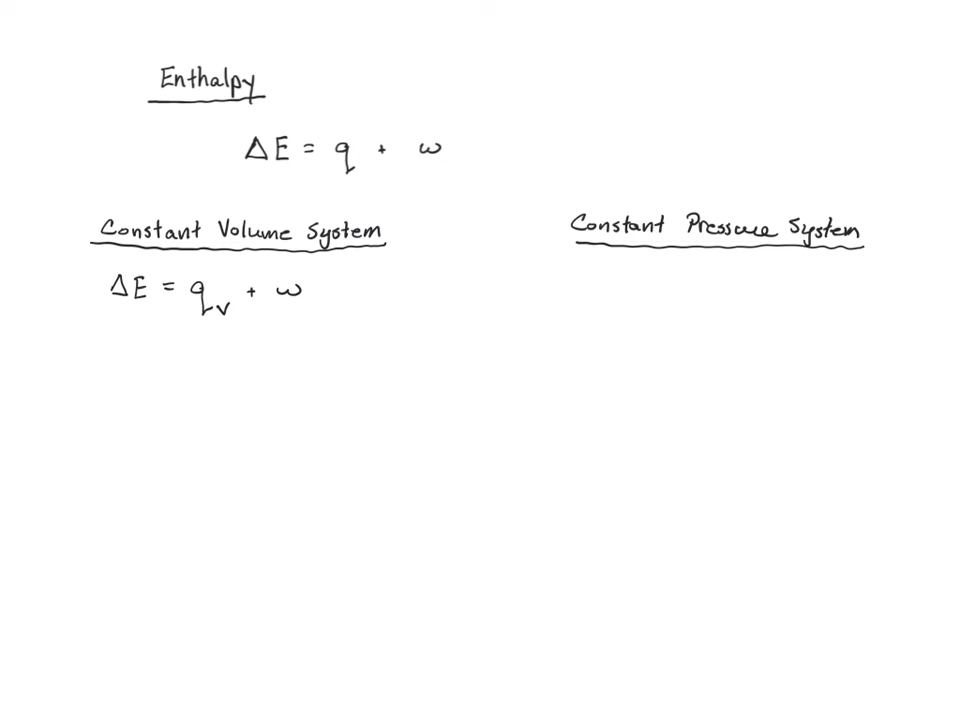 Enthalpy
ΔE = q + w
Constant Volume System
Constant Pressure System
ΔE = qᵥ + w